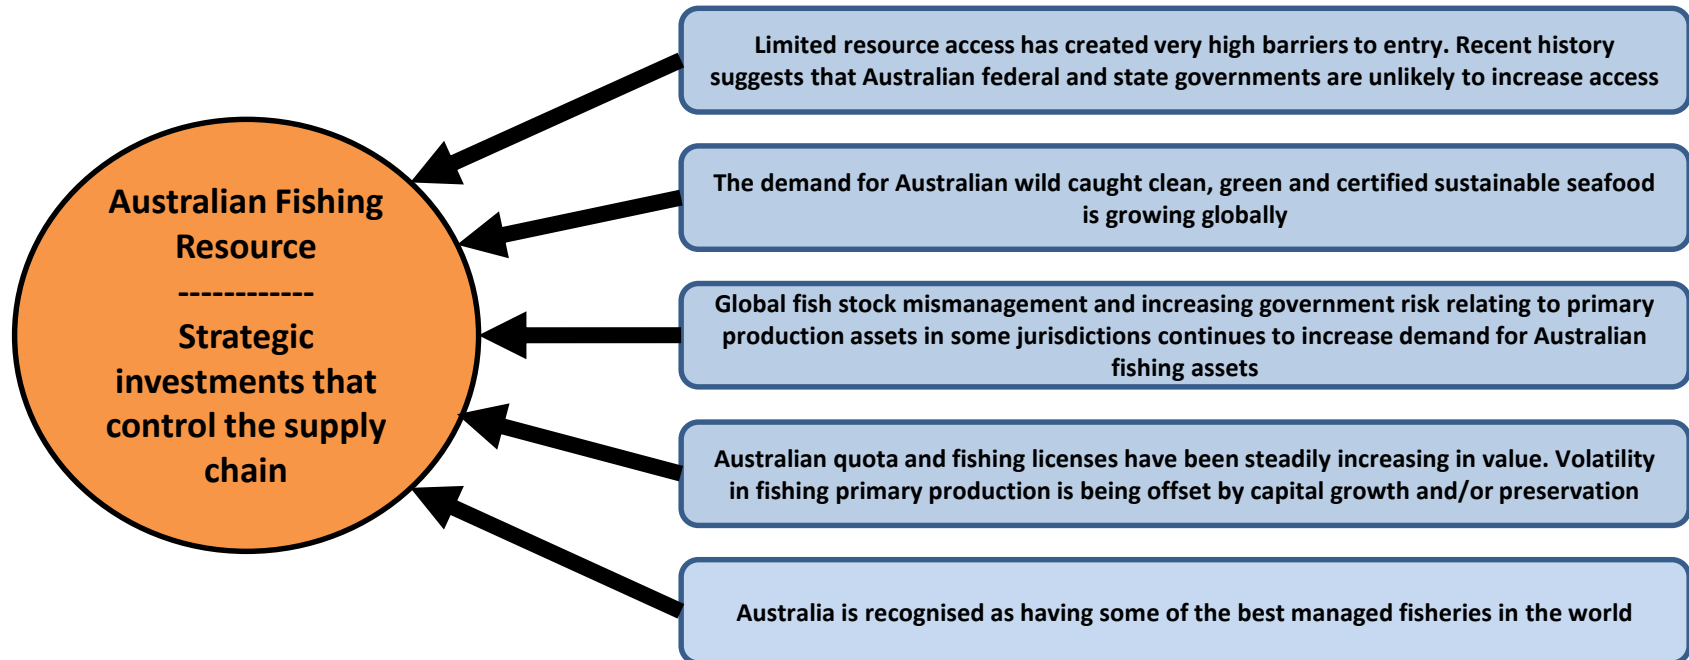 Australian Fishing
Resource
------------
Strategic
investments that
control the supply
chain
Limited resource access has created very high barriers to entry. Recent history
suggests that Australian federal and state governments are unlikely to increase access
The demand for Australian wild caught clean, green and certified sustainable seafood
is growing globally
Global fish stock mismanagement and increasing government risk relating to primary
production assets in some jurisdictions continues to increase demand for Australian
fishing assets
Australian quota and fishing licenses have been steadily increasing in value. Volatility
in fishing primary production is being offset by capital growth and/or preservation
Australia is recognised as having some of the best managed fisheries in the world